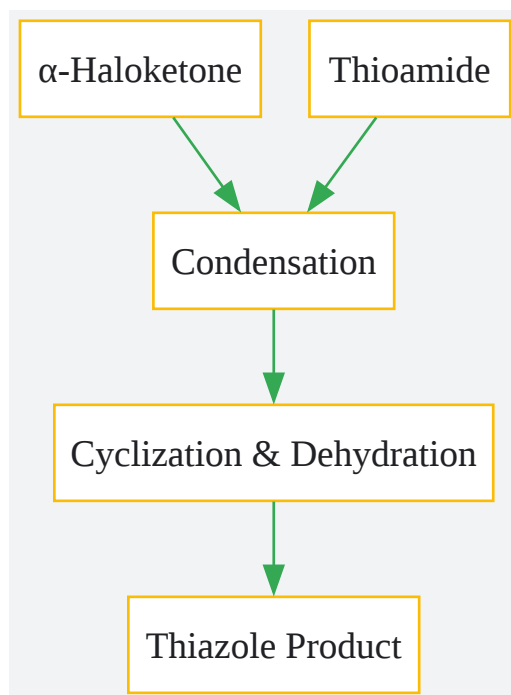 α-Haloketone
Thioamide
Condensation
Cyclization & Dehydration
Thiazole Product